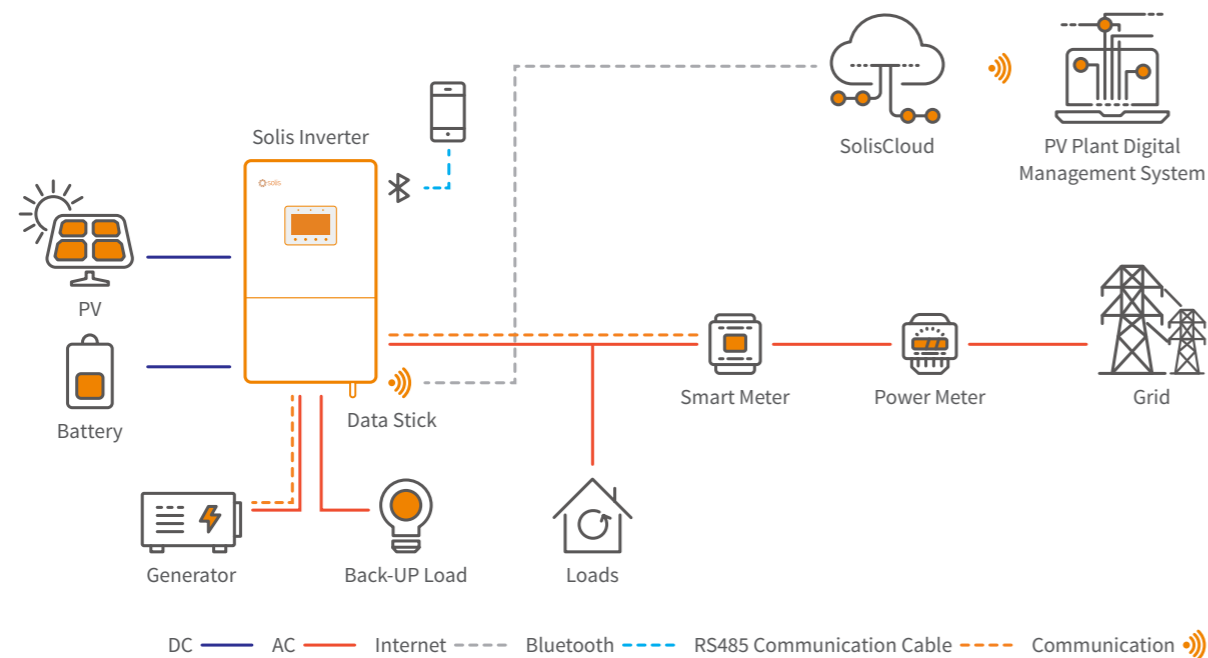 SolisCloud
PV Plant Digital
Management System
Solis Inverter
solis
PV
Battery
Data Stick
Smart Meter
Power Meter
Grid
Generator
Back-UP Load
Loads
DC AC Internet Bluetooth RS485 Communication Cable Communication